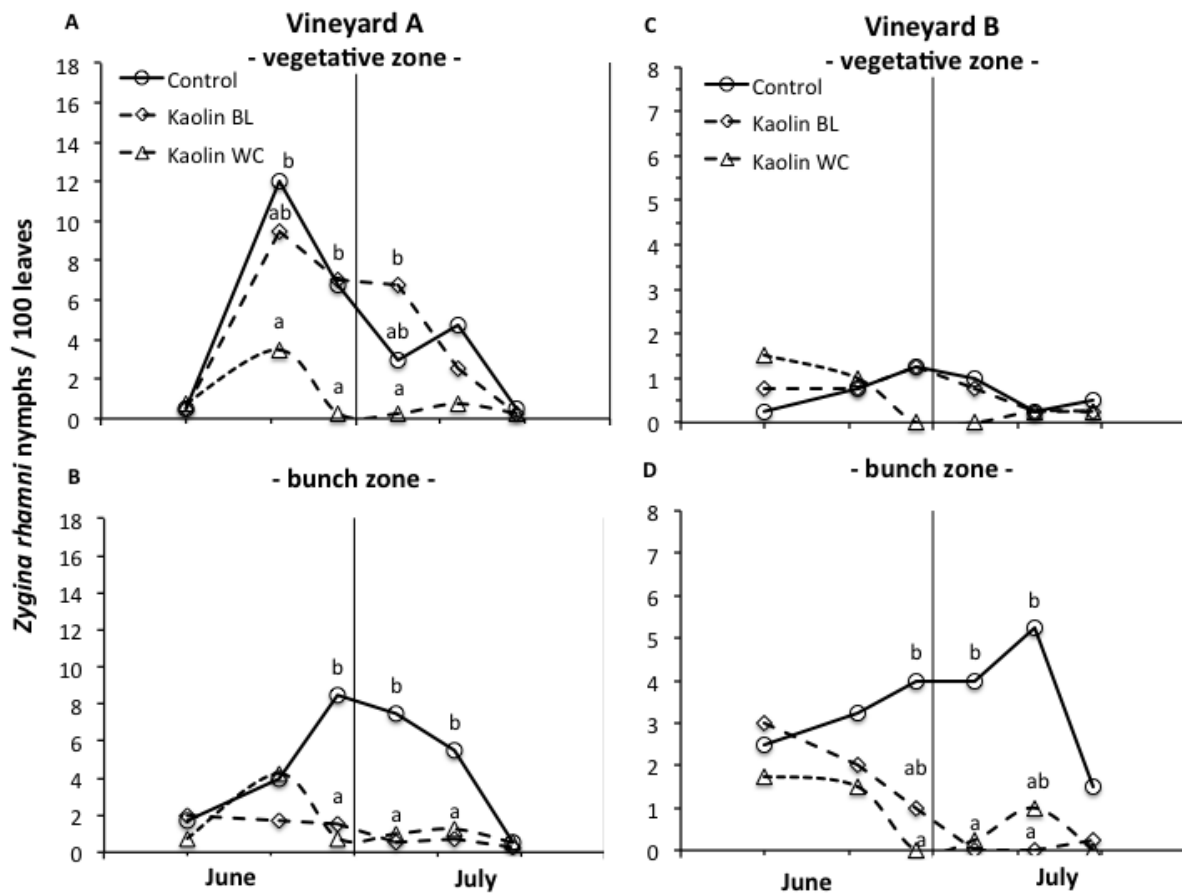 A
Vineyard A
- vegetative zone -
18
16
14
12
10
8
6
4
2
0
Control
Kaolin BL
Kaolin WC
b
ab
a
b
a
b
ab
a
C
Vineyard B
- vegetative zone -
8
7
6
5
4
3
2
1
0
Control
Kaolin BL
Kaolin WC
Zygina rhamni nymphs / 100 leaves
B
- bunch zone -
18
16
14
12
10
8
6
4
2
0
b
b
b
a
a
a
June
July
D
- bunch zone -
8
7
6
5
4
3
2
1
0
b
b
b
ab
a
a
ab
a
June
July